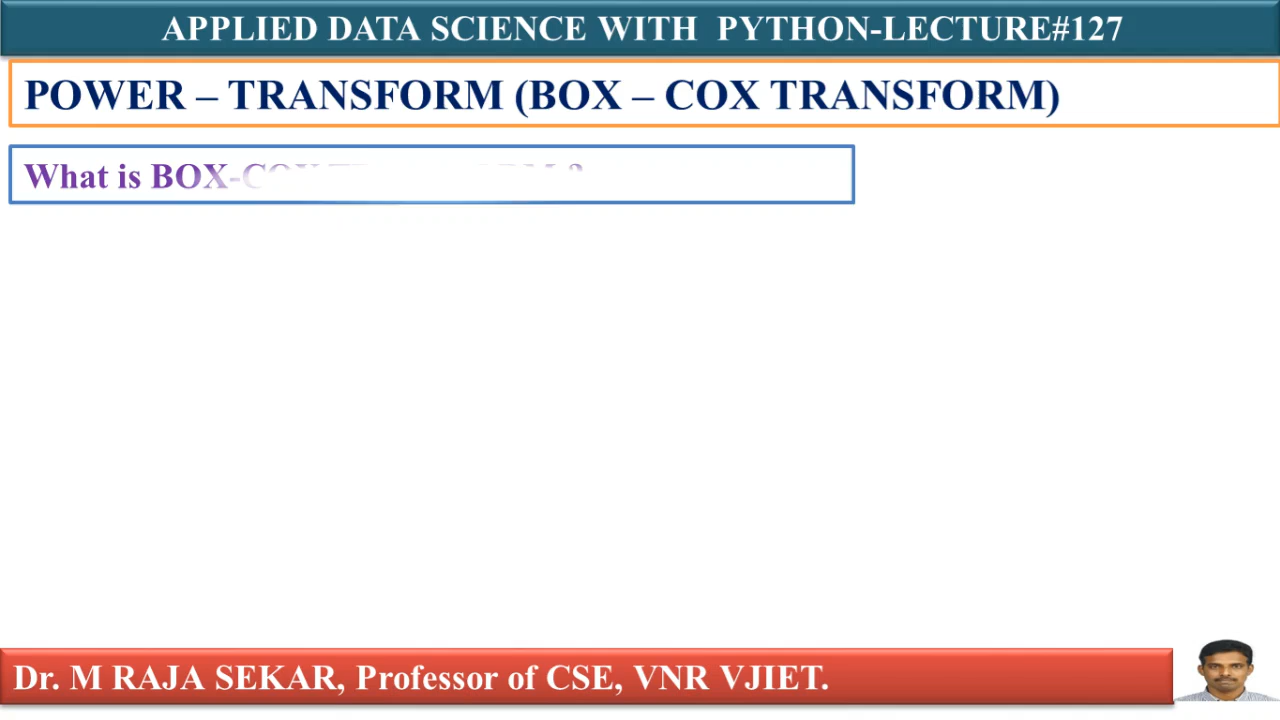 APPLIED DATA SCIENCE WITH PYTHON-LECTURE#127
POWER – TRANSFORM (BOX – COX TRANSFORM)
What is BOX-COX
Dr. M RAJA SEKAR, Professor of CSE, VNR VJIET.